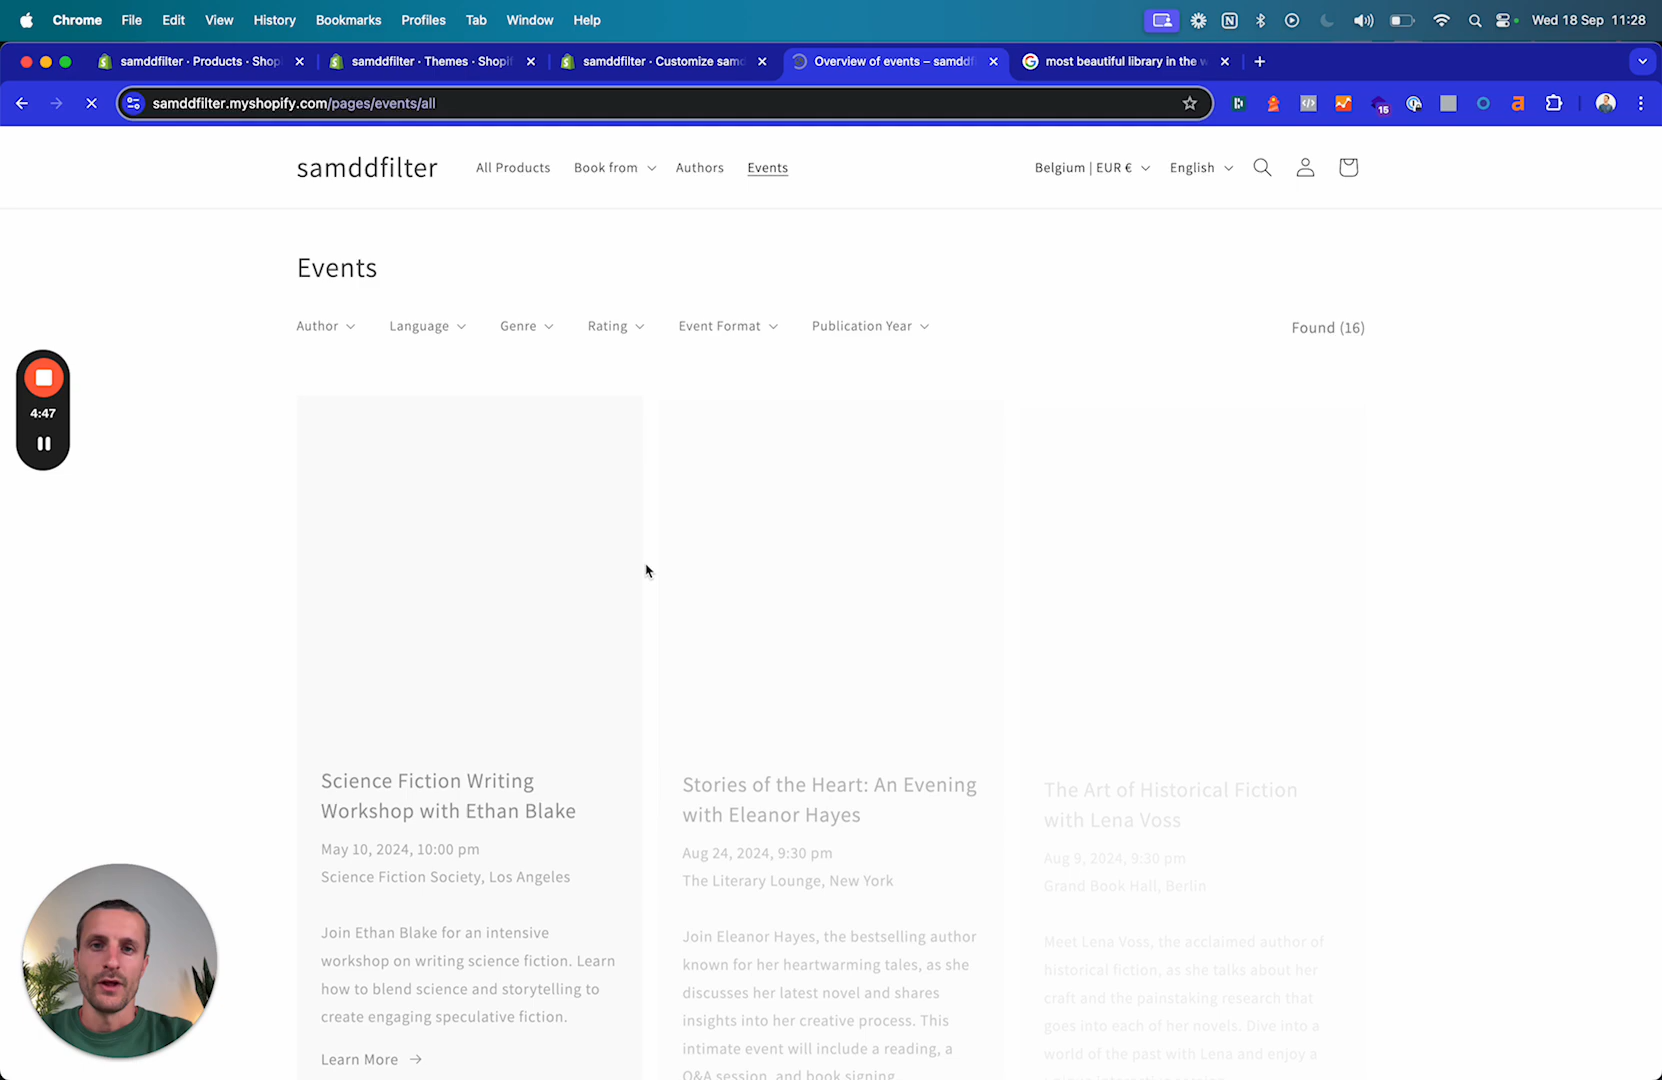 Chrome File Edit View History Bookmarks Profiles Tab Window Help Wed 18 Sep 11:28
samddfilter · Products · Shop samddfilter · Themes · Shopif samddfilter · Customize samd Overview of events – samddf most beautiful library in the w
samddfilter.myshopify.com/pages/events/all 15
samddfilter All Products Book from Authors Events Belgium | EUR € English
Events
Author Language Genre Rating Event Format Publication Year Found (16)
4:47
Science Fiction Writing
Workshop with Ethan Blake
May 10, 2024, 10:00 pm
Science Fiction Society, Los Angeles
Join Ethan Blake for an intensive
workshop on writing science fiction. Learn
how to blend science and storytelling to
create engaging speculative fiction.
Learn More
Stories of the Heart: An Evening
with Eleanor Hayes
Aug 24, 2024, 9:30 pm
The Literary Lounge, New York
Join Eleanor Hayes, the bestselling author
known for her heartwarming tales, as she
discusses her latest novel and shares
insights into her creative process. This
intimate event will include a reading, a
Q&A session, and book signing.
The Art of Historical Fiction
with Lena Voss
Aug 9, 2024, 9:30 pm
Grand Book Hall, Berlin
Meet Lena Voss, the acclaimed author of
historical fiction, as she talks about her
craft and the painstaking research that
goes into each of her novels. Dive into a
world of the past with Lena and enjoy a